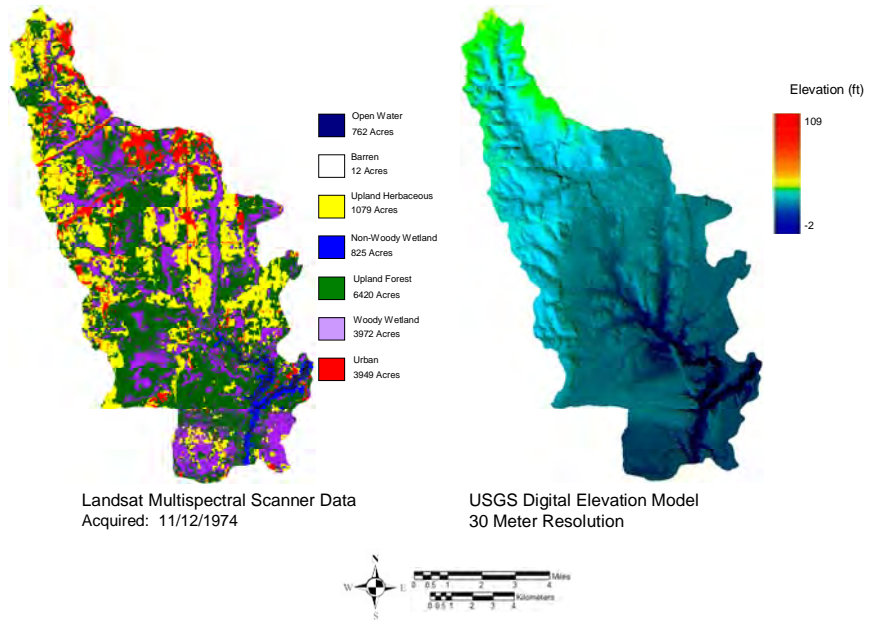 Open Water
762 Acres
Barren
12 Acres
Upland Herbaceous
1079 Acres
Non-Woody Wetland
825 Acres
Upland Forest
6420 Acres
Woody Wetland
3972 Acres
Urban
3949 Acres
Elevation (ft)
109
-2
Landsat Multispectral Scanner Data
Acquired: 11/12/1974
USGS Digital Elevation Model
30 Meter Resolution
N
W E
S
Miles
0 0.5 1 2 3 4
Kilometers
0 0.5 1 2 3 4